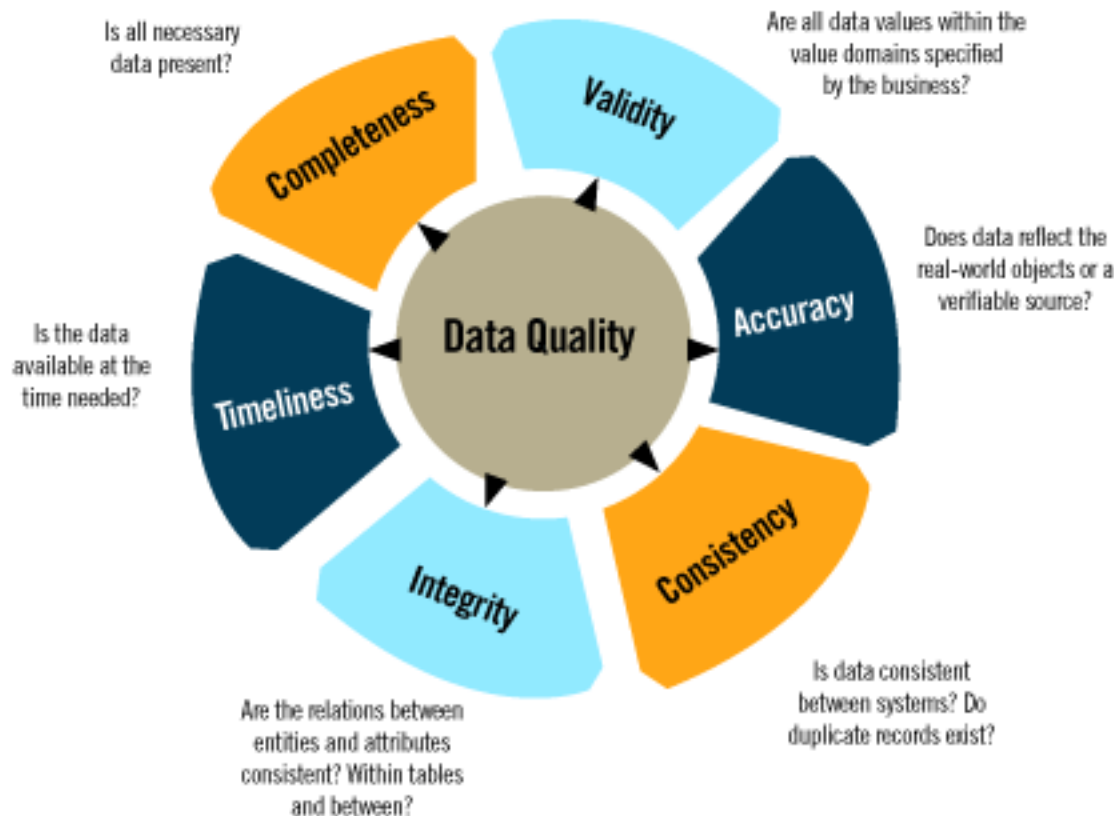 Is all necessary
data present?
Are all data values within the
value domains specified
by the business?
Completeness
Validity
Does data reflect the
real-world objects or a
verifiable source?
Accuracy
Data Quality
Is the data
available at the
time needed?
Timeliness
Integrity
Consistency
Is data consistent
between systems? Do
duplicate records exist?
Are the relations between
entities and attributes
consistent? Within tables
and between?